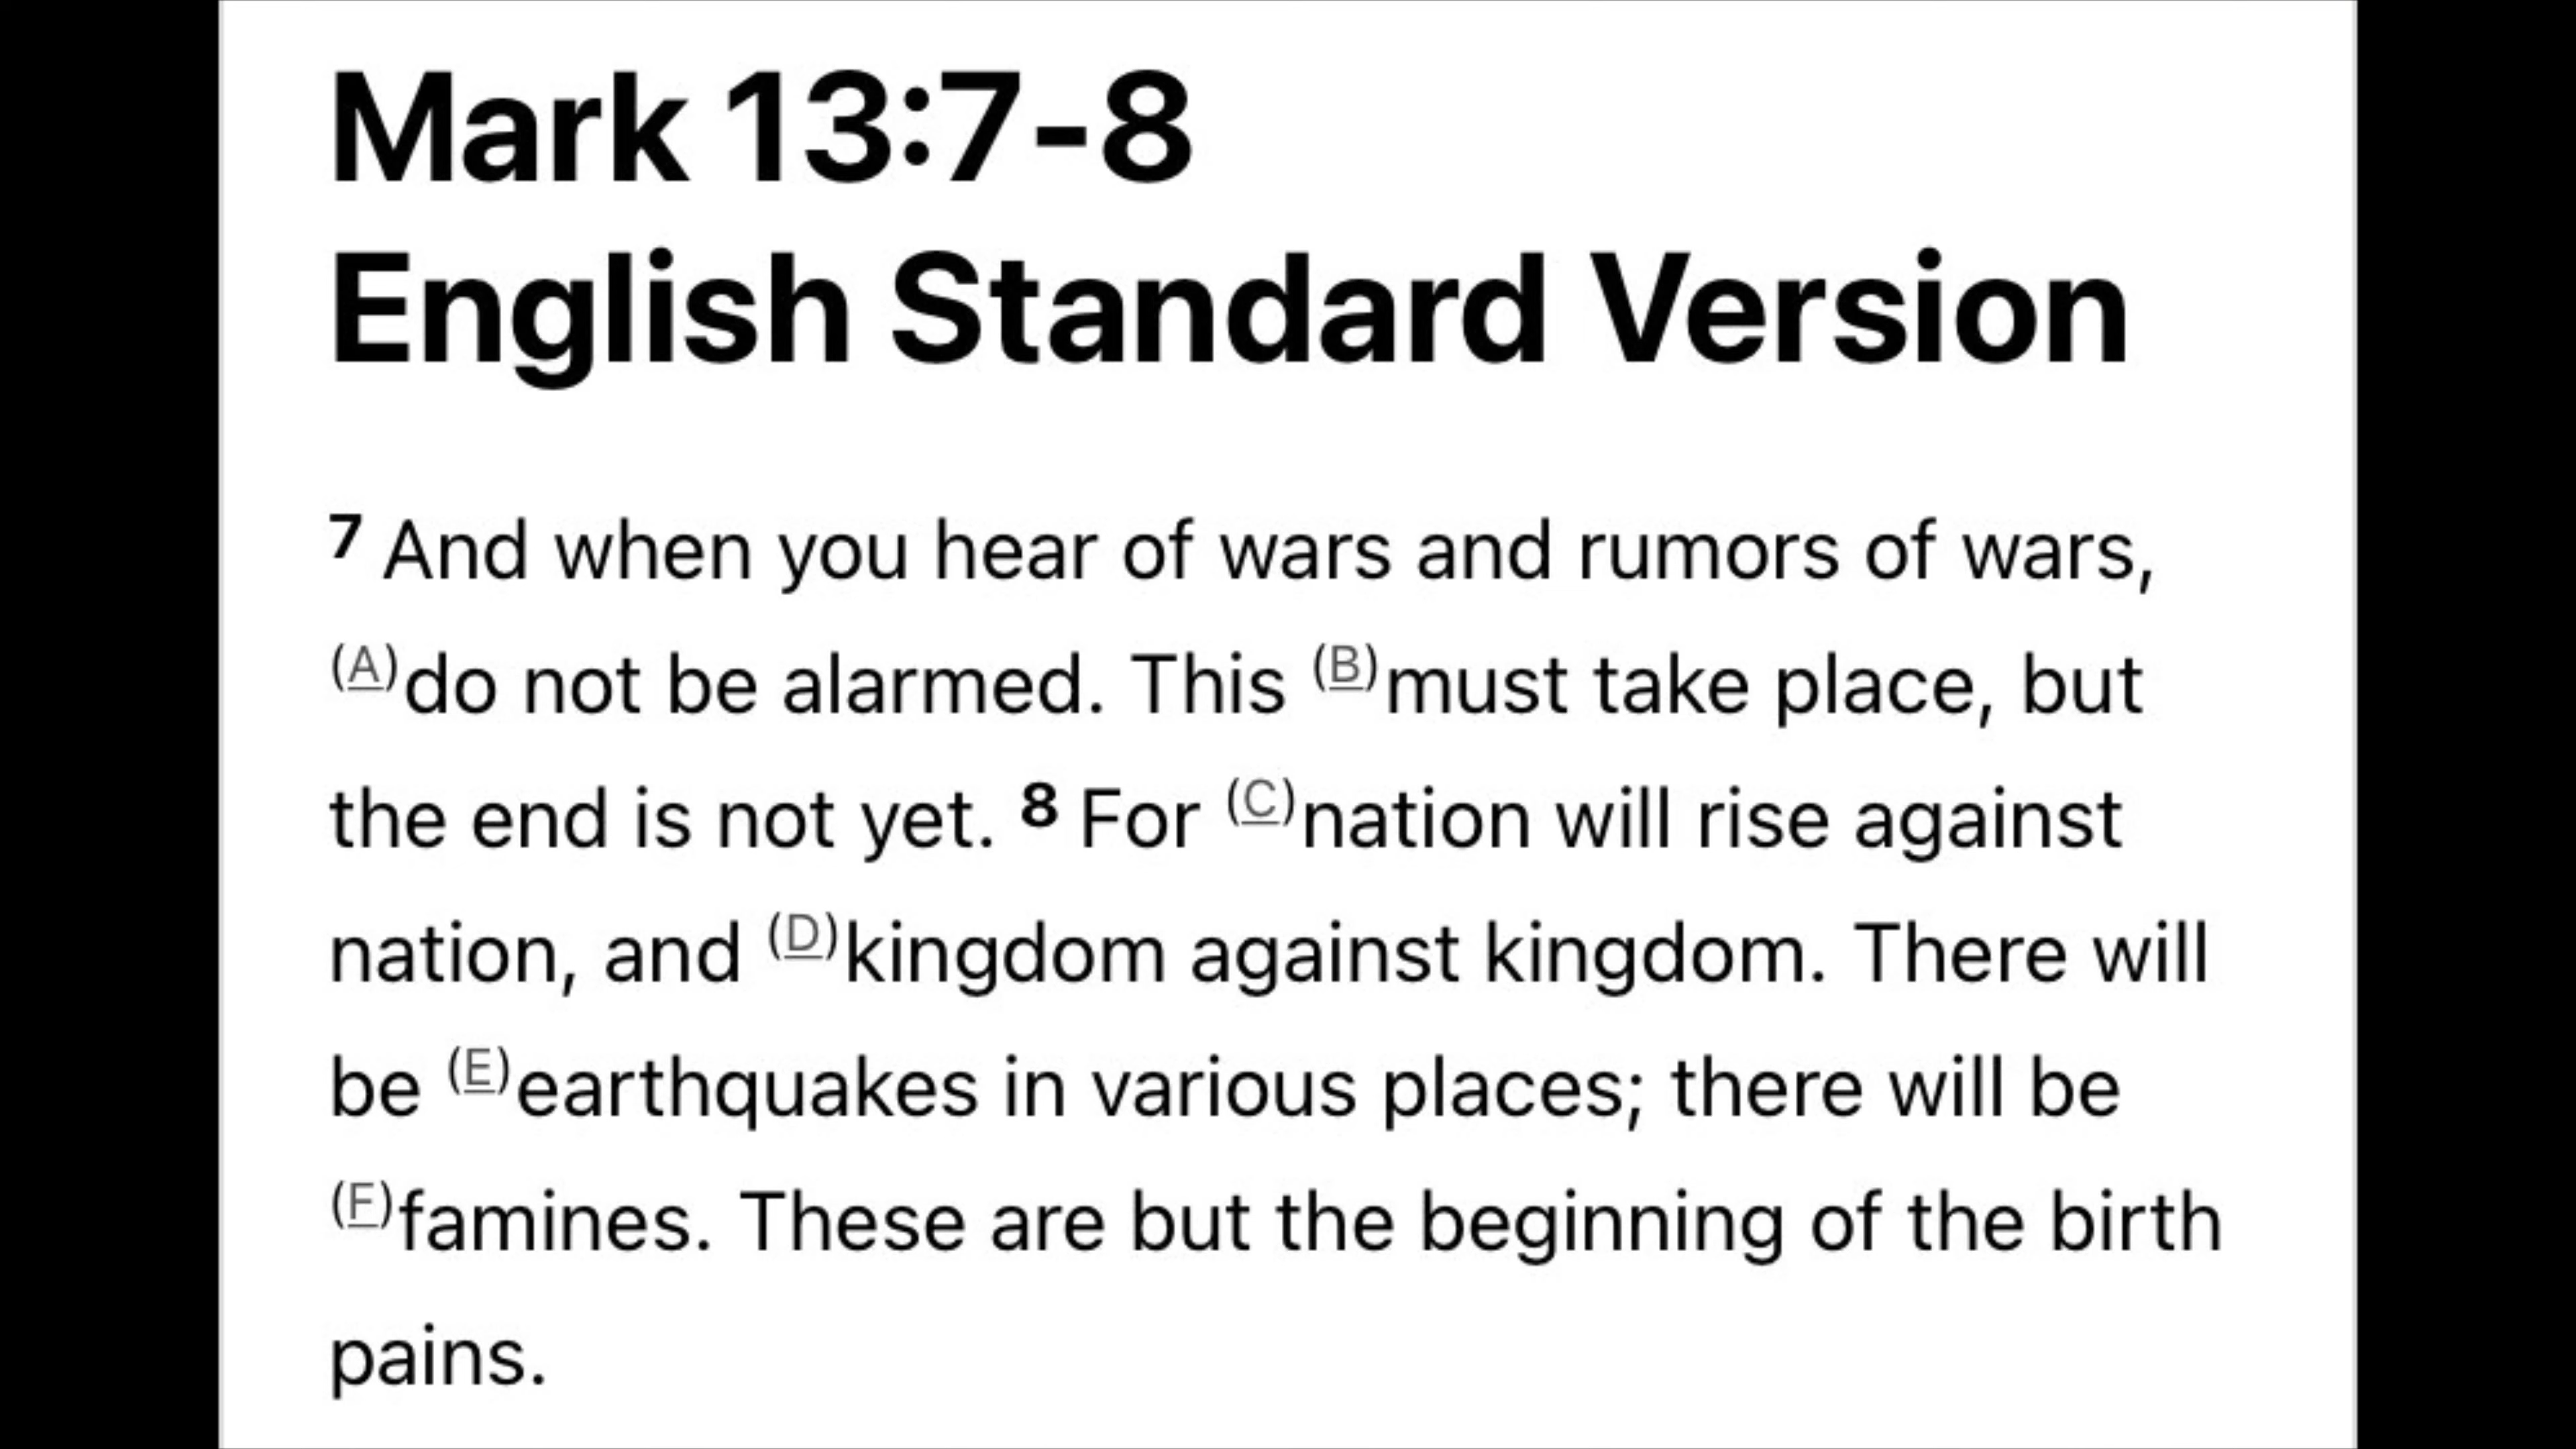 Mark 13:7-8
English Standard Version
7 And when you hear of wars and rumors of wars,
(A)do not be alarmed. This (B)must take place, but
the end is not yet. 8 For (C)nation will rise against
nation, and (D)kingdom against kingdom. There will
be (E)earthquakes in various places; there will be
(F)famines. These are but the beginning of the birth
pains.